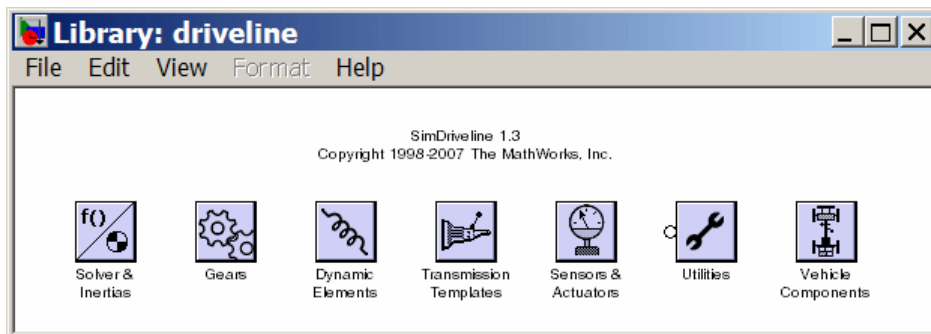 Library: driveline
File Edit View Format Help
SimDriveline 1.3
Copyright 1998-2007 The MathWorks, Inc.
f()
Solver &
Inertias
Gears
Dynamic
Elements
Transmission
Templates
Sensors &
Actuators
Utilities
Vehicle
Components